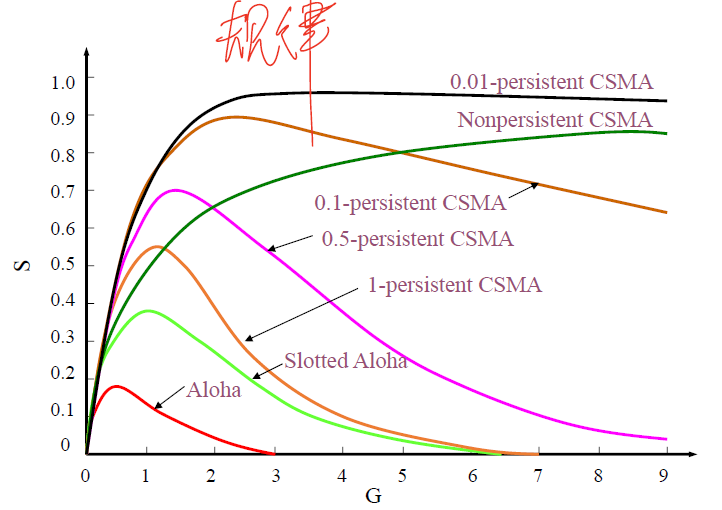 规律
1.0
0.01-persistent CSMA
0.9
Nonpersistent CSMA
0.8
0.7
0.1-persistent CSMA
0.6
0.5-persistent CSMA
S
0.5
1-persistent CSMA
0.4
0.3
Slotted Aloha
0.2
Aloha
0.1
0
0 1 2 3 4 5 6 7 8 9
G